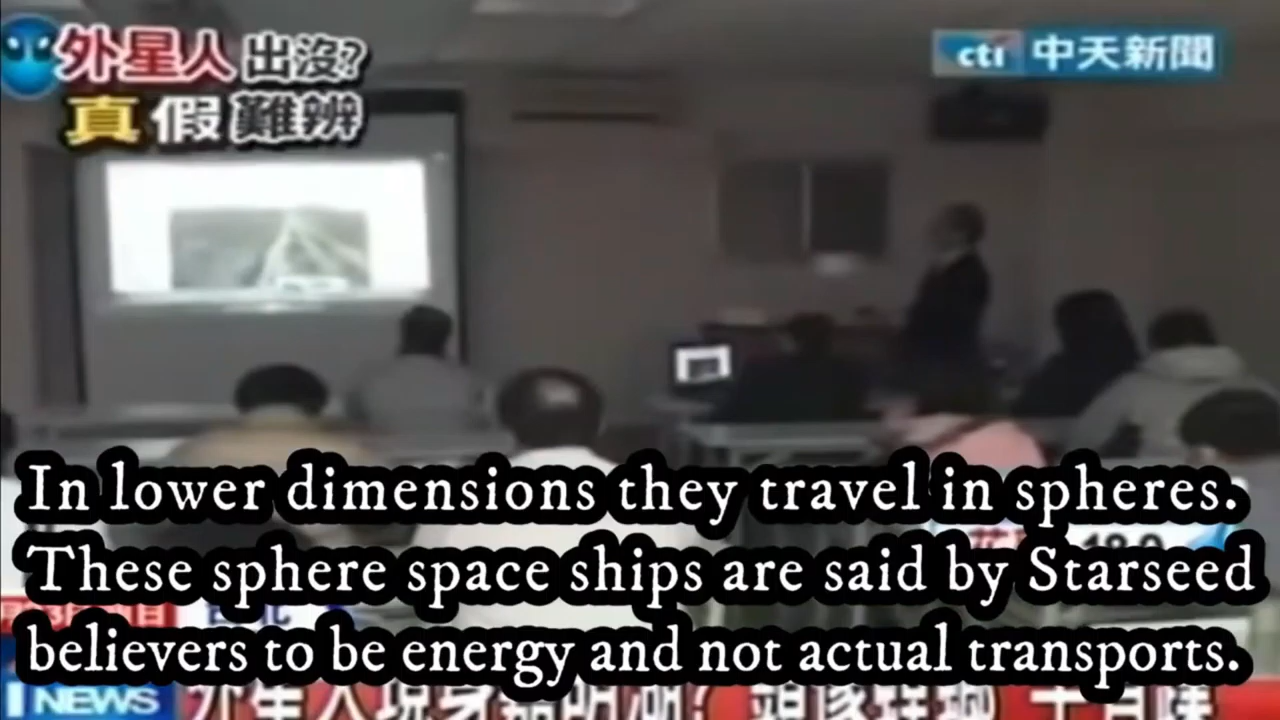 外星人出沒?
真假難辨
cti 中天新聞
In lower dimensions they travel in spheres.
These sphere space ships are said by Starseed
believers to be energy and not actual transports.
台北
NEWS